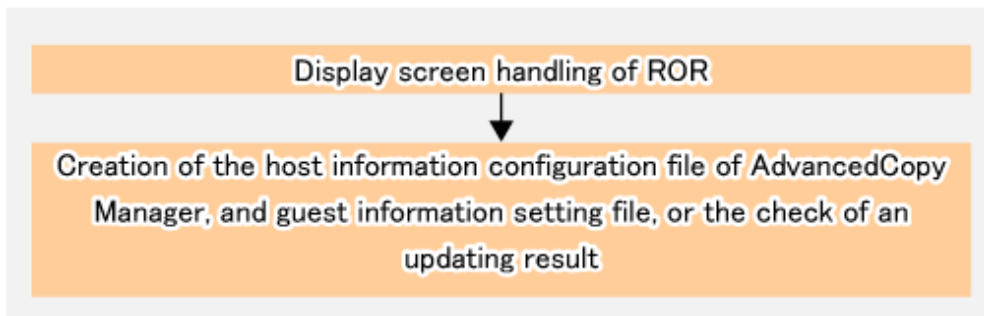 Display screen handling of ROR
Creation of the host information configuration file of AdvancedCopy
Manager, and guest information setting file, or the check of an
updating result